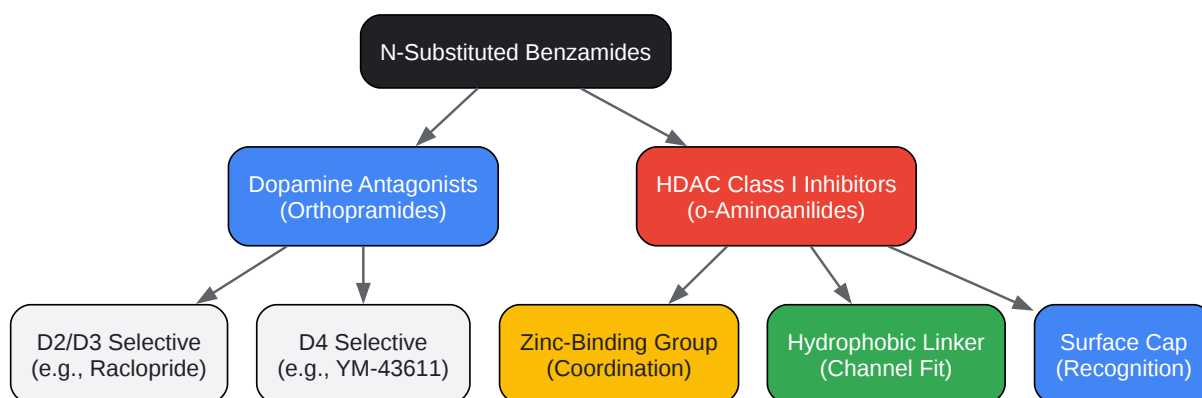 N-Substituted Benzamides
Dopamine Antagonists
(Orthopramides)
HDAC Class I Inhibitors
(o-Aminoanilides)
D2/D3 Selective
(e.g., Raclopride)
D4 Selective
(e.g., YM-43611)
Zinc-Binding Group
(Coordination)
Hydrophobic Linker
(Channel Fit)
Surface Cap
(Recognition)